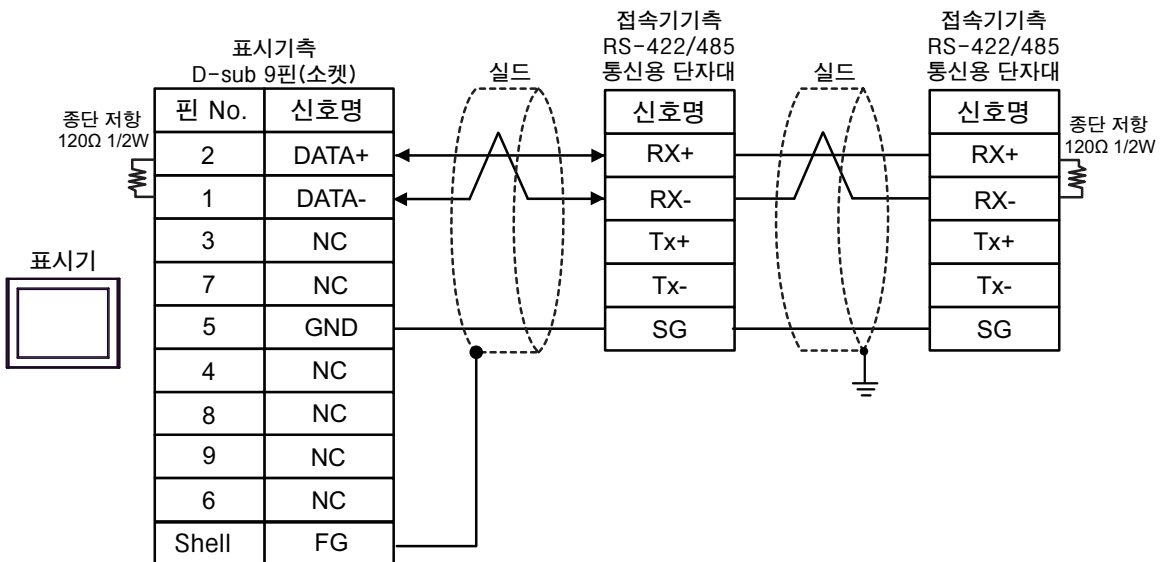 표시기측
D-sub 9핀(소켓)
종단 저항
120Ω 1/2W
핀 No. 신호명
2 DATA+
1 DATA-
3 NC
7 NC
5 GND
4 NC
8 NC
9 NC
6 NC
Shell FG
표시기
실드
접속기기측
RS-422/485
통신용 단자대
신호명
RX+
RX-
Tx+
Tx-
SG
실드
접속기기측
RS-422/485
통신용 단자대
신호명
RX+
RX-
Tx+
Tx-
SG
종단 저항
120Ω 1/2W